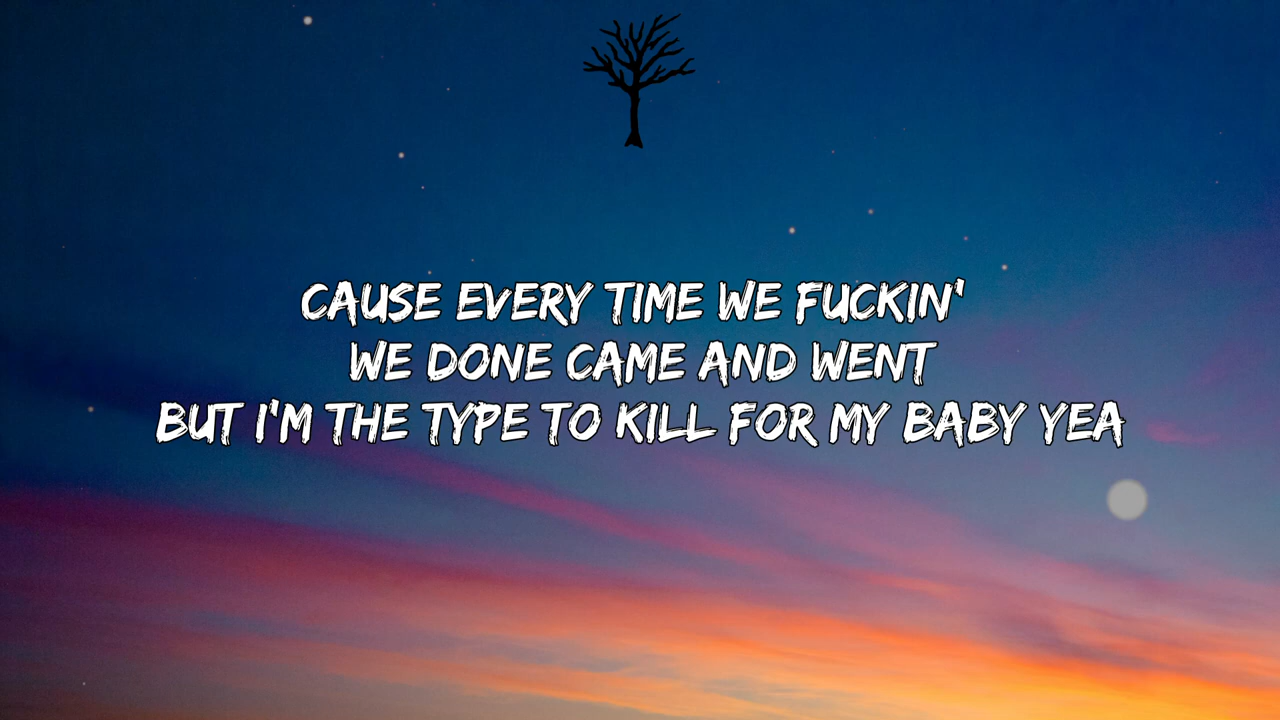 CAUSE EVERY TIME WE FUCKIN'
WE DONE CAME AND WENT
BUT I'M THE TYPE TO KILL FOR MY BABY YEA